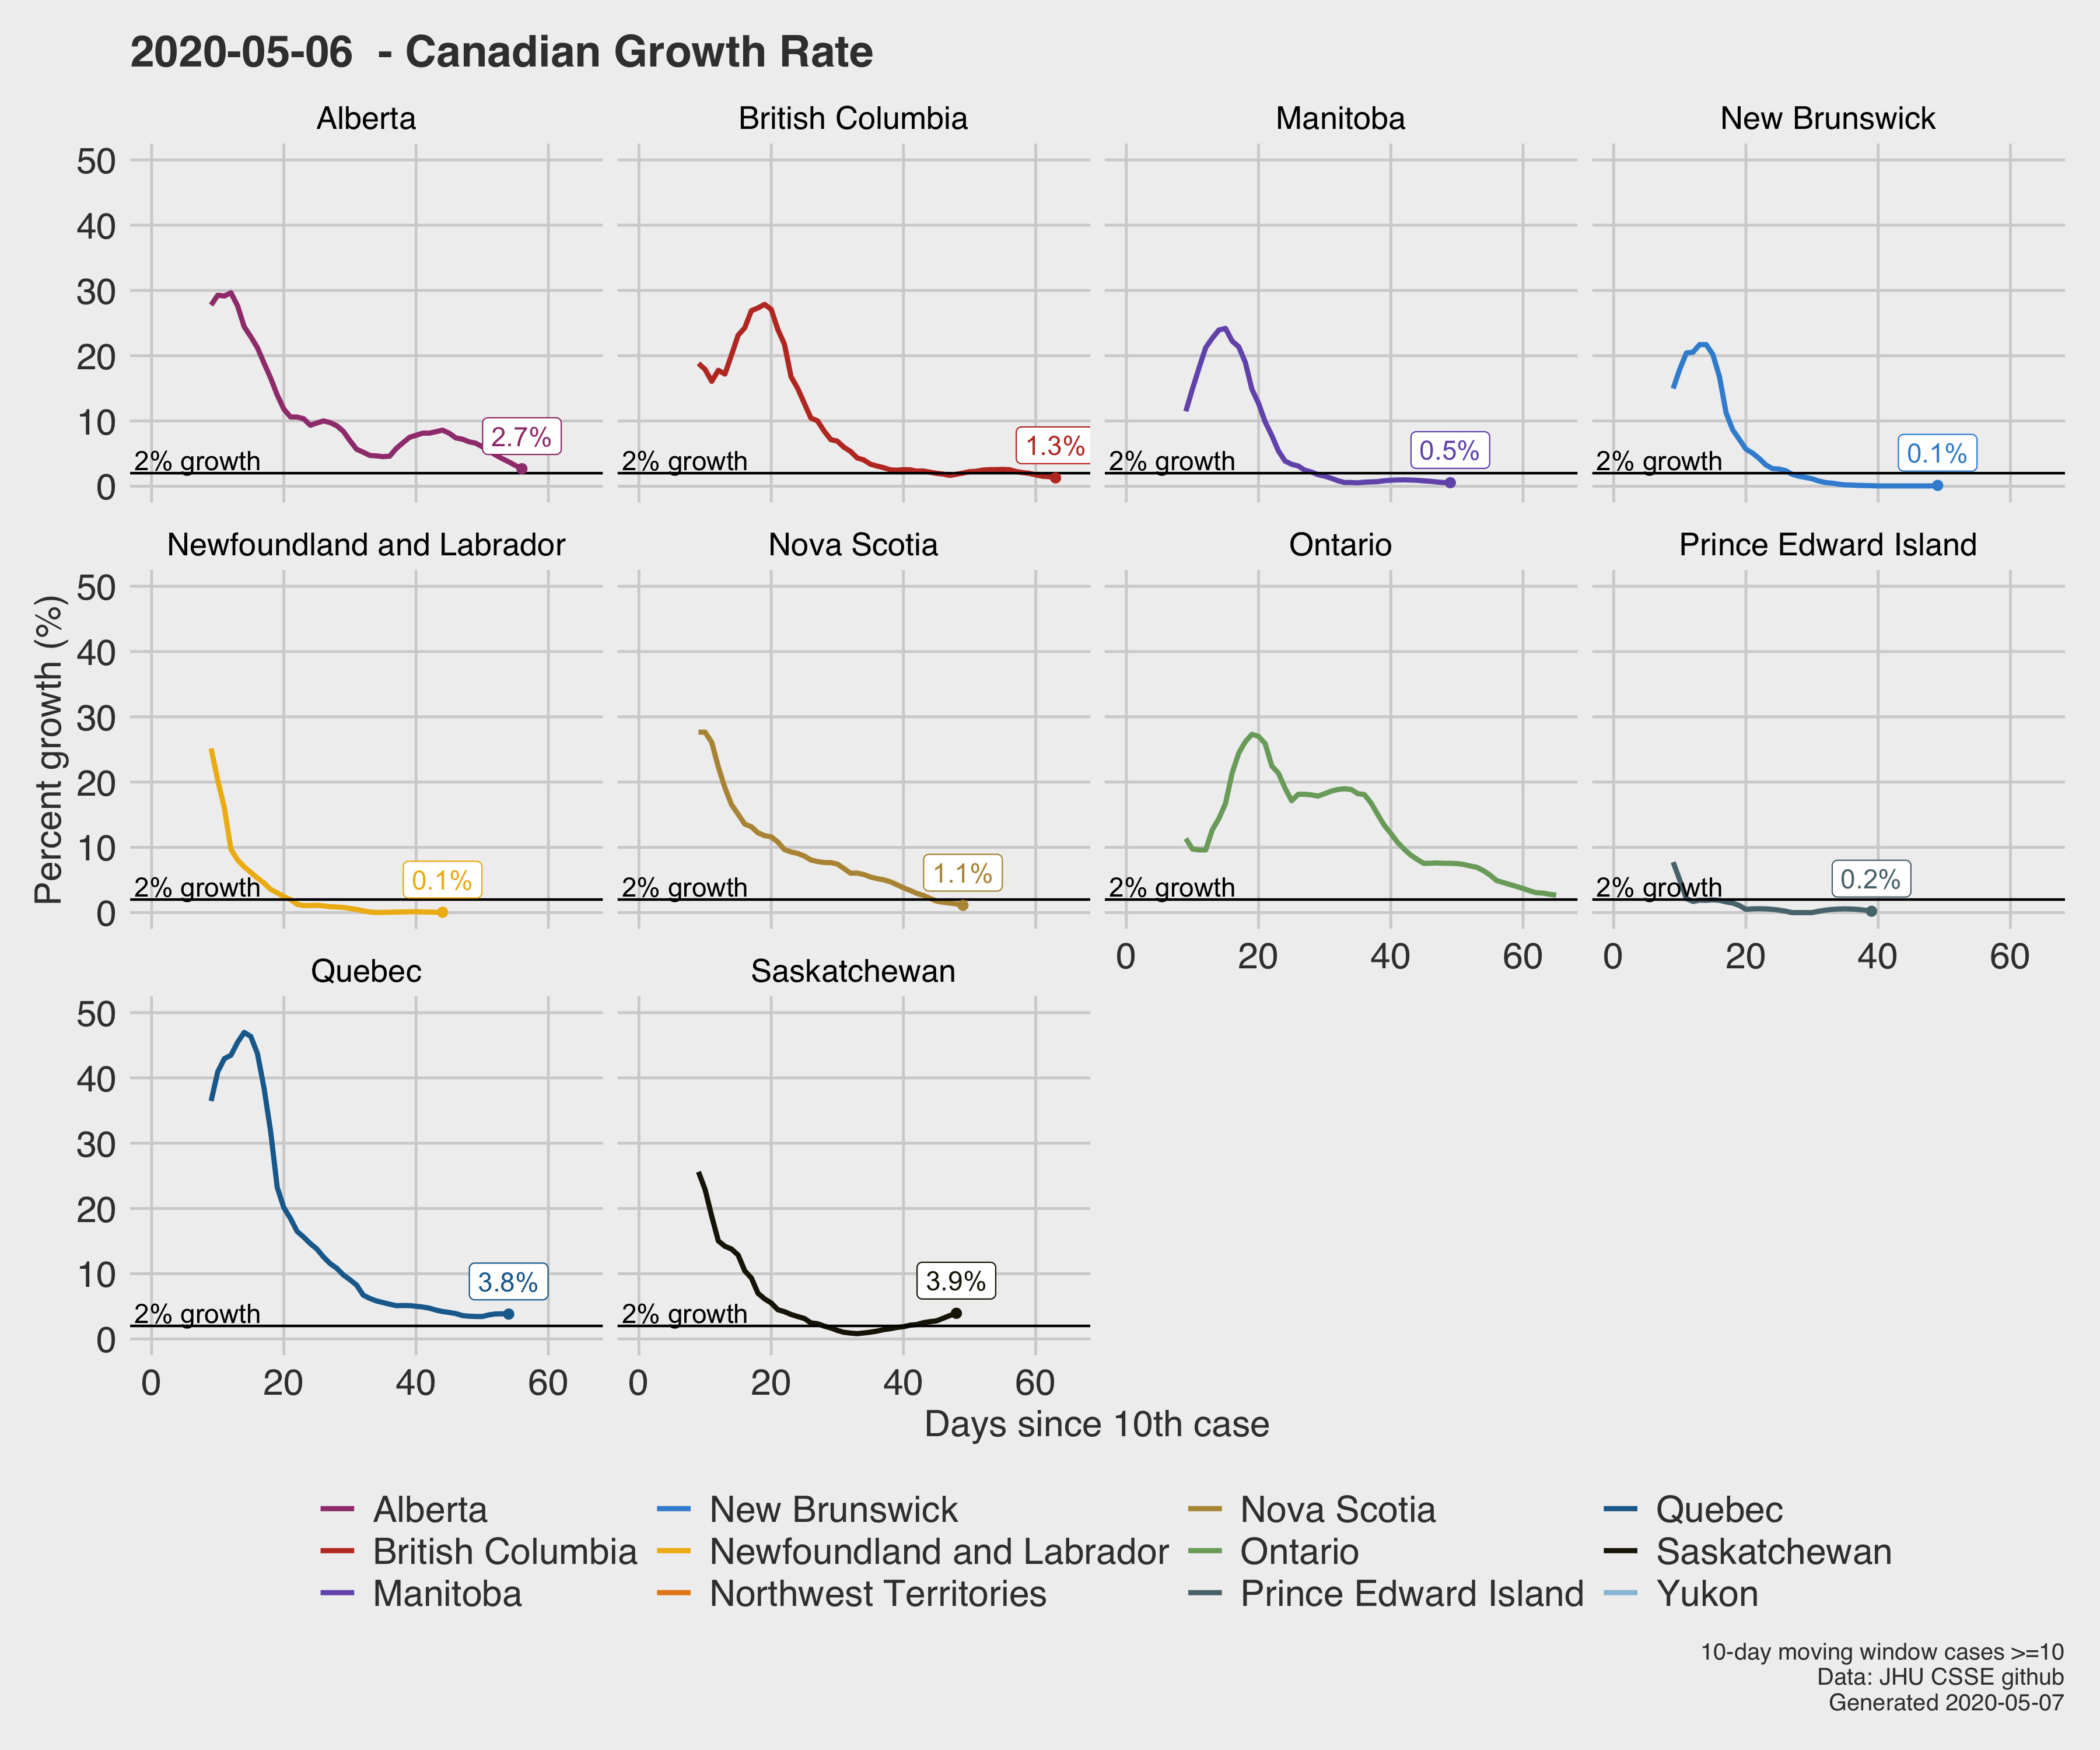 2020-05-06  - Canadian Growth Rate
Alberta
British Columbia
Manitoba
New Brunswick
50
40
30
20
10
0
2% growth
2.7%
2% growth
1.3%
2% growth
0.5%
2% growth
0.1%
Newfoundland and Labrador
Nova Scotia
Ontario
Prince Edward Island
Percent growth (%)
50
40
30
20
10
0
2% growth
0.1%
2% growth
1.1%
2% growth
2% growth
0.2%
0 20 40 60
0 20 40 60
Quebec
Saskatchewan
50
40
30
20
10
0
2% growth
3.8%
2% growth
3.9%
0 20 40 60
0 20 40 60
Days since 10th case
Alberta
British Columbia
Manitoba
New Brunswick
Newfoundland and Labrador
Northwest Territories
Nova Scotia
Ontario
Prince Edward Island
Quebec
Saskatchewan
Yukon
10-day moving window cases >=10
Data: JHU CSSE github
Generated 2020-05-07